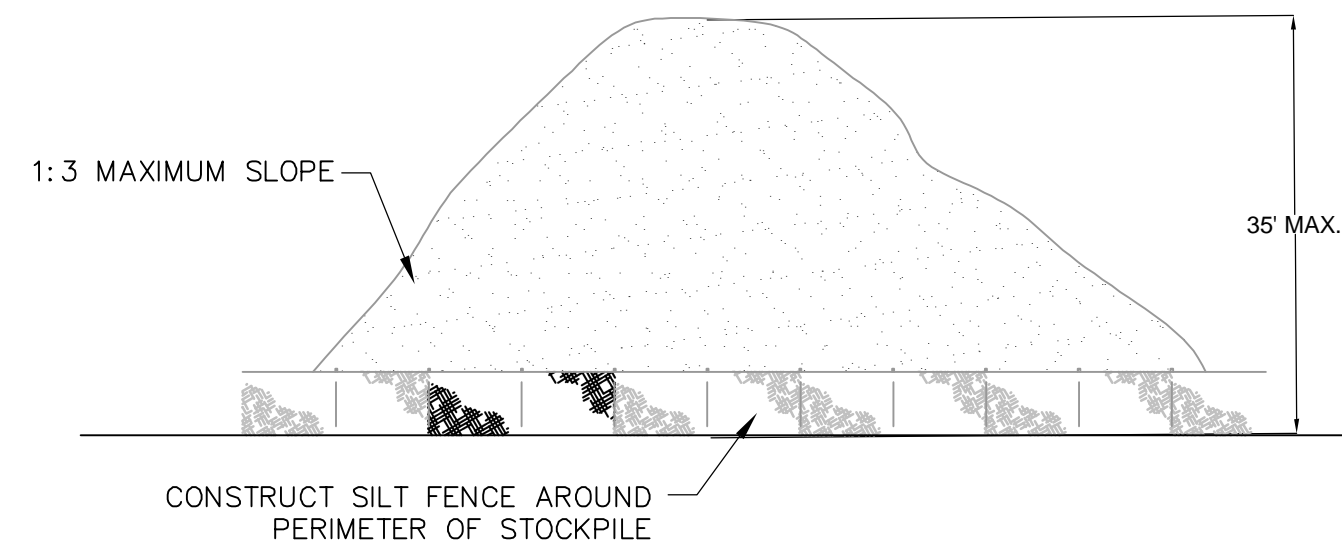 1:3 MAXIMUM SLOPE
35' MAX.
CONSTRUCT SILT FENCE AROUND
PERIMETER OF STOCKPILE